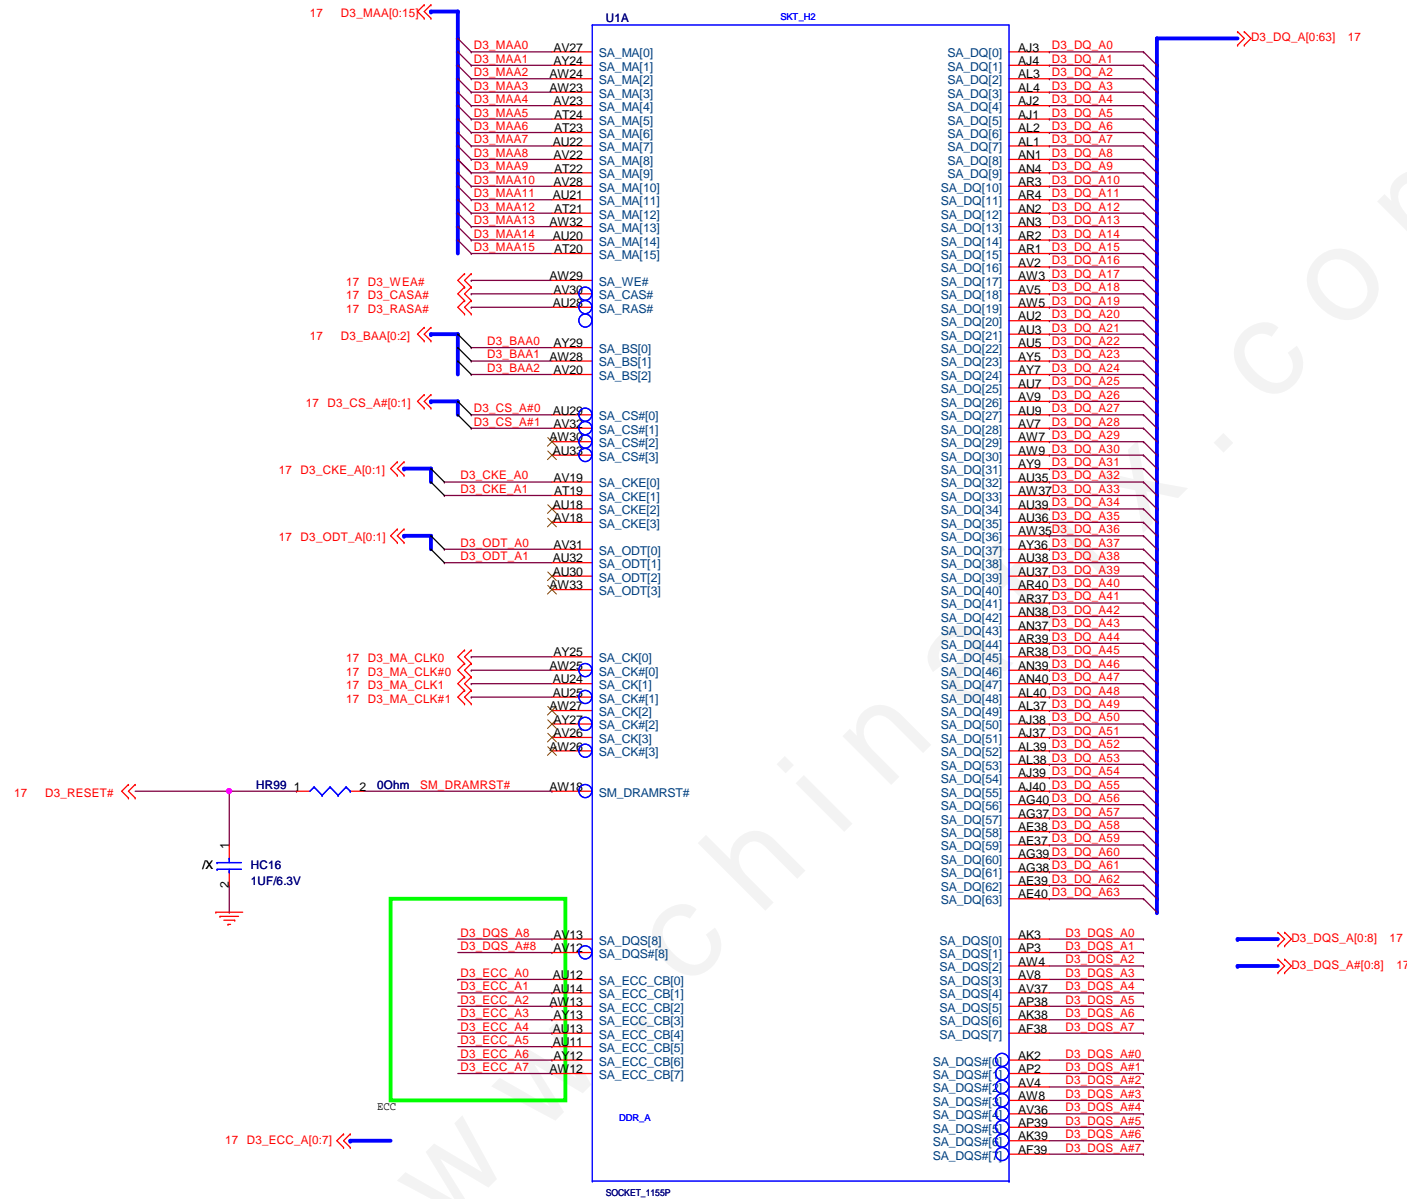 U1A SKT_H2
17 D3_MAA[0:15]
D3_DQ_A[0:63] 17
D3_MAA0 AV27 SA_MA[0]
D3_MAA1 AY24 SA_MA[1]
D3_MAA2 AW24 SA_MA[2]
D3_MAA3 AW23 SA_MA[3]
D3_MAA4 AV23 SA_MA[4]
D3_MAA5 AT24 SA_MA[5]
D3_MAA6 AT23 SA_MA[6]
D3_MAA7 AU22 SA_MA[7]
D3_MAA8 AV22 SA_MA[8]
D3_MAA9 AT22 SA_MA[9]
D3_MAA10 AV28 SA_MA[10]
D3_MAA11 AU21 SA_MA[11]
D3_MAA12 AT21 SA_MA[12]
D3_MAA13 AW32 SA_MA[13]
D3_MAA14 AU20 SA_MA[14]
D3_MAA15 AT20 SA_MA[15]
17 D3_WEA# AW29 SA_WE#
17 D3_CASA# AV30 SA_CAS#
17 D3_RASA# AU28 SA_RAS#
17 D3_BAA[0:2]
D3_BAA0 AY29 SA_BS[0]
D3_BAA1 AW28 SA_BS[1]
D3_BAA2 AV20 SA_BS[2]
17 D3_CS_A#[0:1]
D3_CS_A#0 AU29 SA_CS#[0]
D3_CS_A#1 AV32 SA_CS#[1]
AW30 SA_CS#[2]
AU33 SA_CS#[3]
17 D3_CKE_A[0:1]
D3_CKE_A0 AV19 SA_CKE[0]
D3_CKE_A1 AT19 SA_CKE[1]
AU18 SA_CKE[2]
AV18 SA_CKE[3]
17 D3_ODT_A[0:1]
D3_ODT_A0 AV31 SA_ODT[0]
D3_ODT_A1 AU32 SA_ODT[1]
AU30 SA_ODT[2]
AW33 SA_ODT[3]
17 D3_MA_CLK0 AY25 SA_CK[0]
17 D3_MA_CLK#0 AW25 SA_CK#[0]
17 D3_MA_CLK1 AU24 SA_CK[1]
17 D3_MA_CLK#1 AU25 SA_CK#[1]
AW27 SA_CK[2]
AY27 SA_CK#[2]
AV26 SA_CK[3]
AW26 SA_CK#[3]
17 D3_RESET# HR99 1 2 0Ohm SM_DRAMRST# AW18 SM_DRAMRST#
1
/X HC16
2 1UF/6.3V
D3_DQS_A8 AV13 SA_DQS[8]
D3_DQS_A#8 AV12 SA_DQS#[8]
D3_ECC_A0 AU12 SA_ECC_CB[0]
D3_ECC_A1 AU14 SA_ECC_CB[1]
D3_ECC_A2 AW13 SA_ECC_CB[2]
D3_ECC_A3 AY13 SA_ECC_CB[3]
D3_ECC_A4 AU13 SA_ECC_CB[4]
D3_ECC_A5 AU11 SA_ECC_CB[5]
D3_ECC_A6 AY12 SA_ECC_CB[6]
D3_ECC_A7 AW12 SA_ECC_CB[7]
ECC
17 D3_ECC_A[0:7]
DDR_A
SA_DQ[0] AJ3 D3_DQ_A0
SA_DQ[1] AJ4 D3_DQ_A1
SA_DQ[2] AL3 D3_DQ_A2
SA_DQ[3] AL4 D3_DQ_A3
SA_DQ[4] AJ2 D3_DQ_A4
SA_DQ[5] AJ1 D3_DQ_A5
SA_DQ[6] AL2 D3_DQ_A6
SA_DQ[7] AL1 D3_DQ_A7
SA_DQ[8] AN1 D3_DQ_A8
SA_DQ[9] AN4 D3_DQ_A9
SA_DQ[10] AR3 D3_DQ_A10
SA_DQ[11] AR4 D3_DQ_A11
SA_DQ[12] AN2 D3_DQ_A12
SA_DQ[13] AN3 D3_DQ_A13
SA_DQ[14] AR2 D3_DQ_A14
SA_DQ[15] AR1 D3_DQ_A15
SA_DQ[16] AV2 D3_DQ_A16
SA_DQ[17] AW3 D3_DQ_A17
SA_DQ[18] AV5 D3_DQ_A18
SA_DQ[19] AW5 D3_DQ_A19
SA_DQ[20] AU2 D3_DQ_A20
SA_DQ[21] AU3 D3_DQ_A21
SA_DQ[22] AU5 D3_DQ_A22
SA_DQ[23] AY5 D3_DQ_A23
SA_DQ[24] AY7 D3_DQ_A24
SA_DQ[25] AU7 D3_DQ_A25
SA_DQ[26] AV9 D3_DQ_A26
SA_DQ[27] AU9 D3_DQ_A27
SA_DQ[28] AV7 D3_DQ_A28
SA_DQ[29] AW7 D3_DQ_A29
SA_DQ[30] AW9 D3_DQ_A30
SA_DQ[31] AY9 D3_DQ_A31
SA_DQ[32] AU35 D3_DQ_A32
SA_DQ[33] AW37 D3_DQ_A33
SA_DQ[34] AU39 D3_DQ_A34
SA_DQ[35] AU36 D3_DQ_A35
SA_DQ[36] AW35 D3_DQ_A36
SA_DQ[37] AY36 D3_DQ_A37
SA_DQ[38] AU38 D3_DQ_A38
SA_DQ[39] AU37 D3_DQ_A39
SA_DQ[40] AR40 D3_DQ_A40
SA_DQ[41] AR37 D3_DQ_A41
SA_DQ[42] AN38 D3_DQ_A42
SA_DQ[43] AN37 D3_DQ_A43
SA_DQ[44] AR39 D3_DQ_A44
SA_DQ[45] AR38 D3_DQ_A45
SA_DQ[46] AN39 D3_DQ_A46
SA_DQ[47] AN40 D3_DQ_A47
SA_DQ[48] AL40 D3_DQ_A48
SA_DQ[49] AL37 D3_DQ_A49
SA_DQ[50] AJ38 D3_DQ_A50
SA_DQ[51] AJ37 D3_DQ_A51
SA_DQ[52] AL39 D3_DQ_A52
SA_DQ[53] AL38 D3_DQ_A53
SA_DQ[54] AJ39 D3_DQ_A54
SA_DQ[55] AJ40 D3_DQ_A55
SA_DQ[56] AG40 D3_DQ_A56
SA_DQ[57] AG37 D3_DQ_A57
SA_DQ[58] AE38 D3_DQ_A58
SA_DQ[59] AE37 D3_DQ_A59
SA_DQ[60] AG39 D3_DQ_A60
SA_DQ[61] AG38 D3_DQ_A61
SA_DQ[62] AE39 D3_DQ_A62
SA_DQ[63] AE40 D3_DQ_A63
SA_DQS[0] AK3 D3_DQS_A0
SA_DQS[1] AP3 D3_DQS_A1
SA_DQS[2] AW4 D3_DQS_A2
SA_DQS[3] AV8 D3_DQS_A3
SA_DQS[4] AV37 D3_DQS_A4
SA_DQS[5] AP38 D3_DQS_A5
SA_DQS[6] AK38 D3_DQS_A6
SA_DQS[7] AF38 D3_DQS_A7
D3_DQS_A[0:8] 17
D3_DQS_A#[0:8] 17
SA_DQS#[0] AK2 D3_DQS_A#0
SA_DQS#[1] AP2 D3_DQS_A#1
SA_DQS#[2] AV4 D3_DQS_A#2
SA_DQS#[3] AW8 D3_DQS_A#3
SA_DQS#[4] AV36 D3_DQS_A#4
SA_DQS#[5] AP39 D3_DQS_A#5
SA_DQS#[6] AK39 D3_DQS_A#6
SA_DQS#[7] AF39 D3_DQS_A#7
SOCKET_1155P